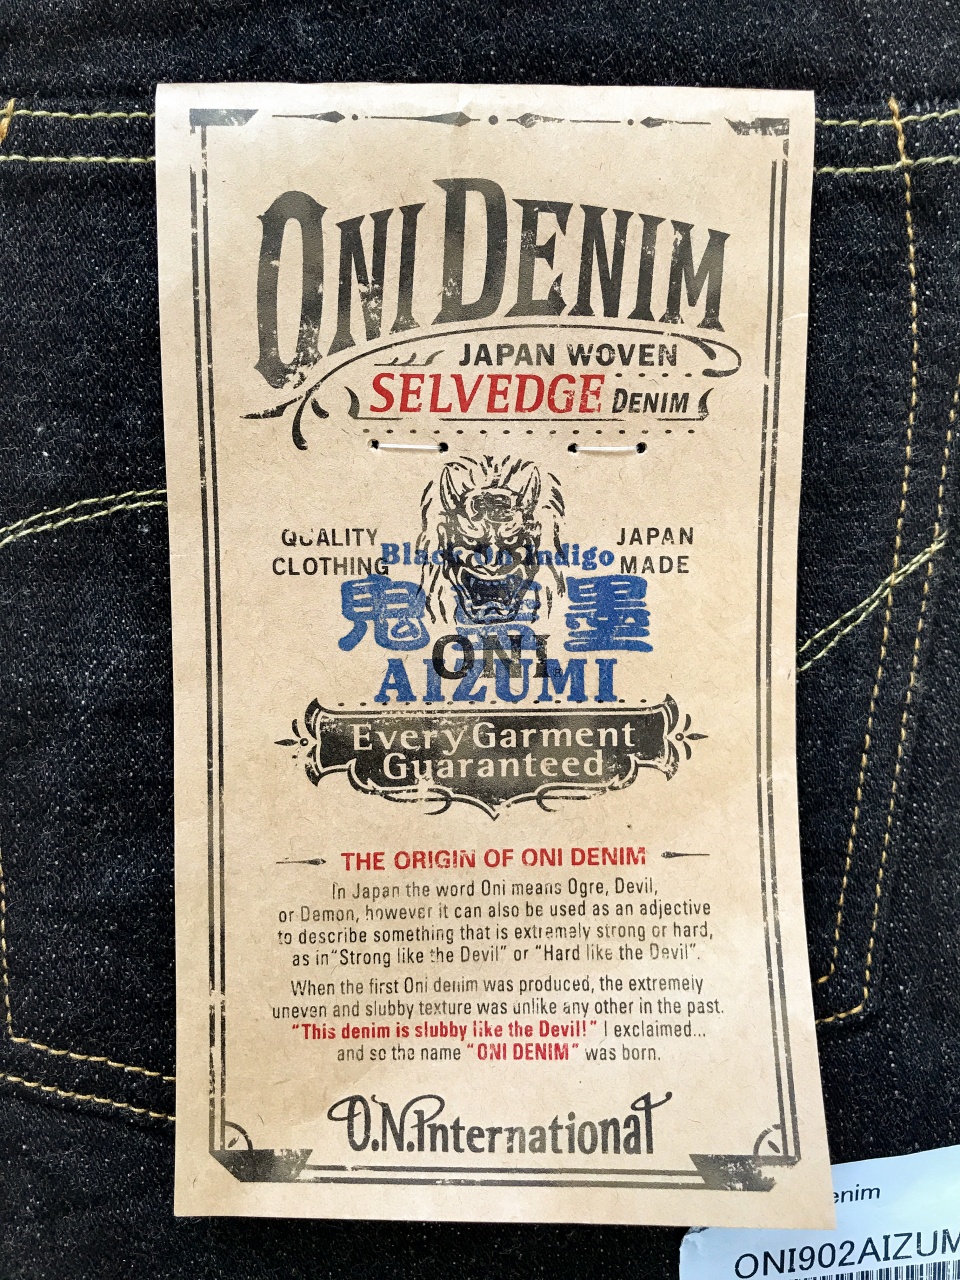 ONI DENIM
JAPAN WOVEN
SELVEDGE DENIM
QUALITY
CLOTHING
JAPAN
MADE
Black On Indigo
鬼藍墨
ONI
AIZUMI
Every Garment
Guaranteed
THE ORIGIN OF ONI DENIM
In Japan the word Oni means Ogre, Devil,
or Demon, however it can also be used as an adjective
to describe something that is extremely strong or hard,
as in "Strong like the Devil" or "Hard like the Devil".
When the first Oni denim was produced, the extremely
uneven and slubby texture was unlike any other in the past.
"This denim is slubby like the Devil!" I exclaimed...
and so the name "ONI DENIM" was born.
O.N.International
enim
ONI902AIZUM